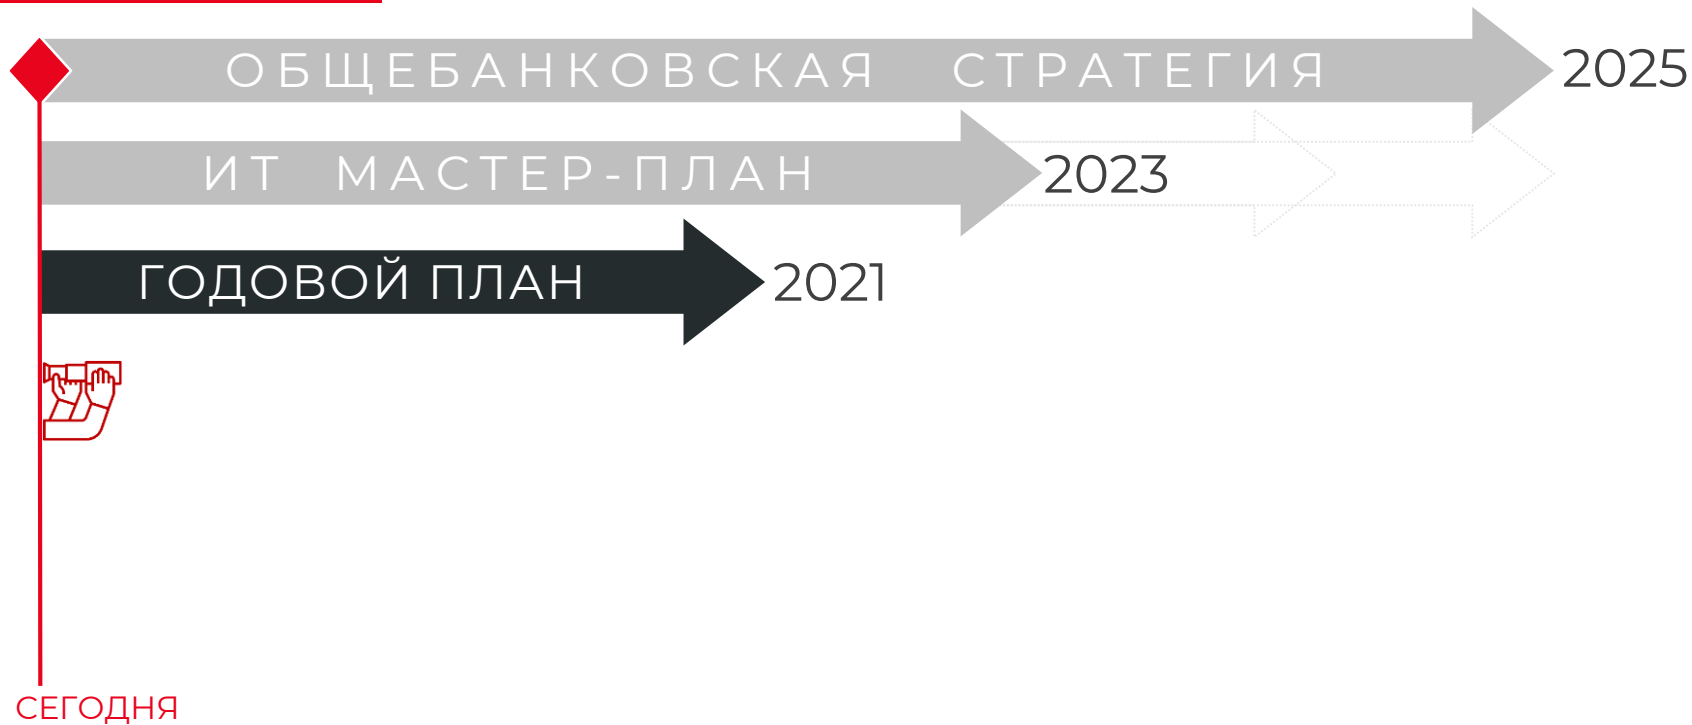 ОБЩЕБАНКОВСКАЯ СТРАТЕГИЯ 2025
ИТ МАСТЕР-ПЛАН 2023
ГОДОВОЙ ПЛАН 2021
СЕГОДНЯ